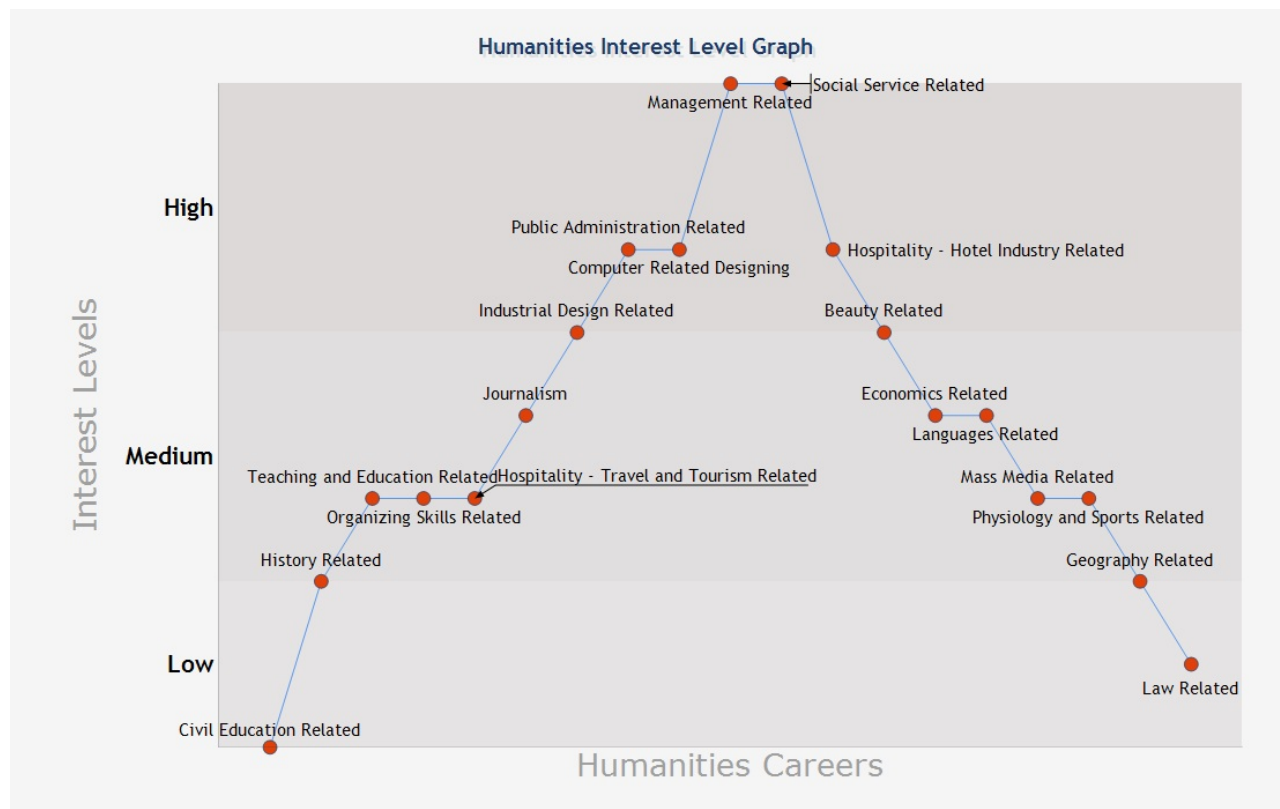 Humanities Interest Level Graph
Social Service Related
Management Related
High
Public Administration Related
Hospitality - Hotel Industry Related
Computer Related Designing
Industrial Design Related
Beauty Related
Interest Levels
Journalism
Economics Related
Languages Related
Medium
Teaching and Education Related
Hospitality - Travel and Tourism Related
Mass Media Related
Organizing Skills Related
Physiology and Sports Related
History Related
Geography Related
Low
Law Related
Civil Education Related
Humanities Careers